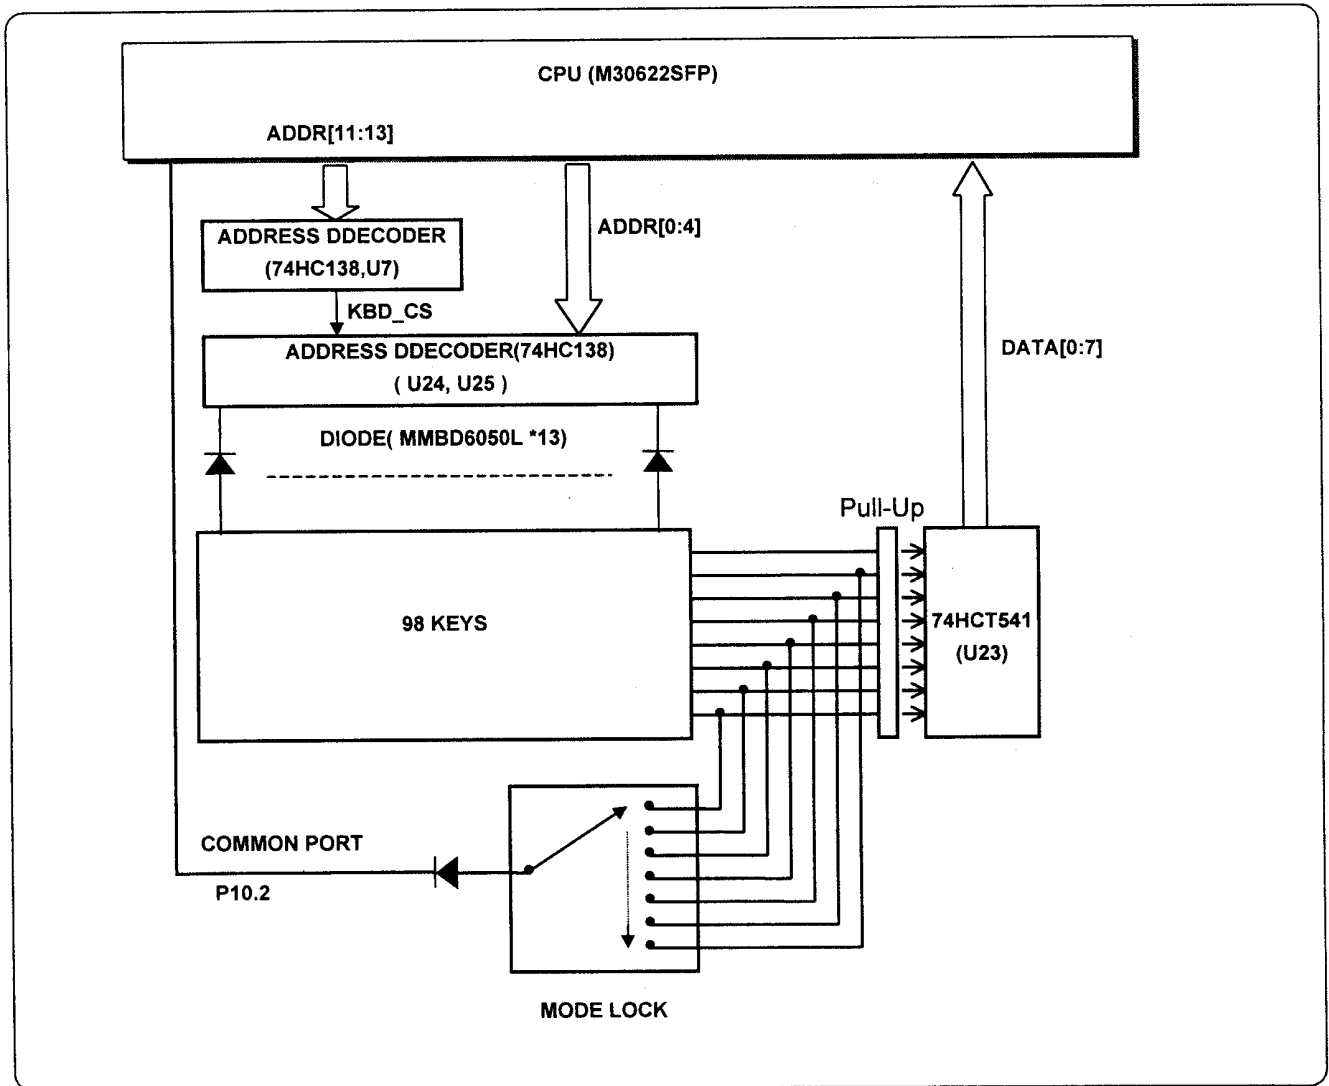 CPU (M30622SFP)
ADDR[11:13]
ADDRESS DDECODER
(74HC138,U7)
ADDR[0:4]
KBD_CS
ADDRESS DDECODER(74HC138)
( U24, U25 )
DATA[0:7]
DIODE( MMBD6050L *13)
Pull-Up
98 KEYS
74HCT541
(U23)
COMMON PORT
P10.2
MODE LOCK